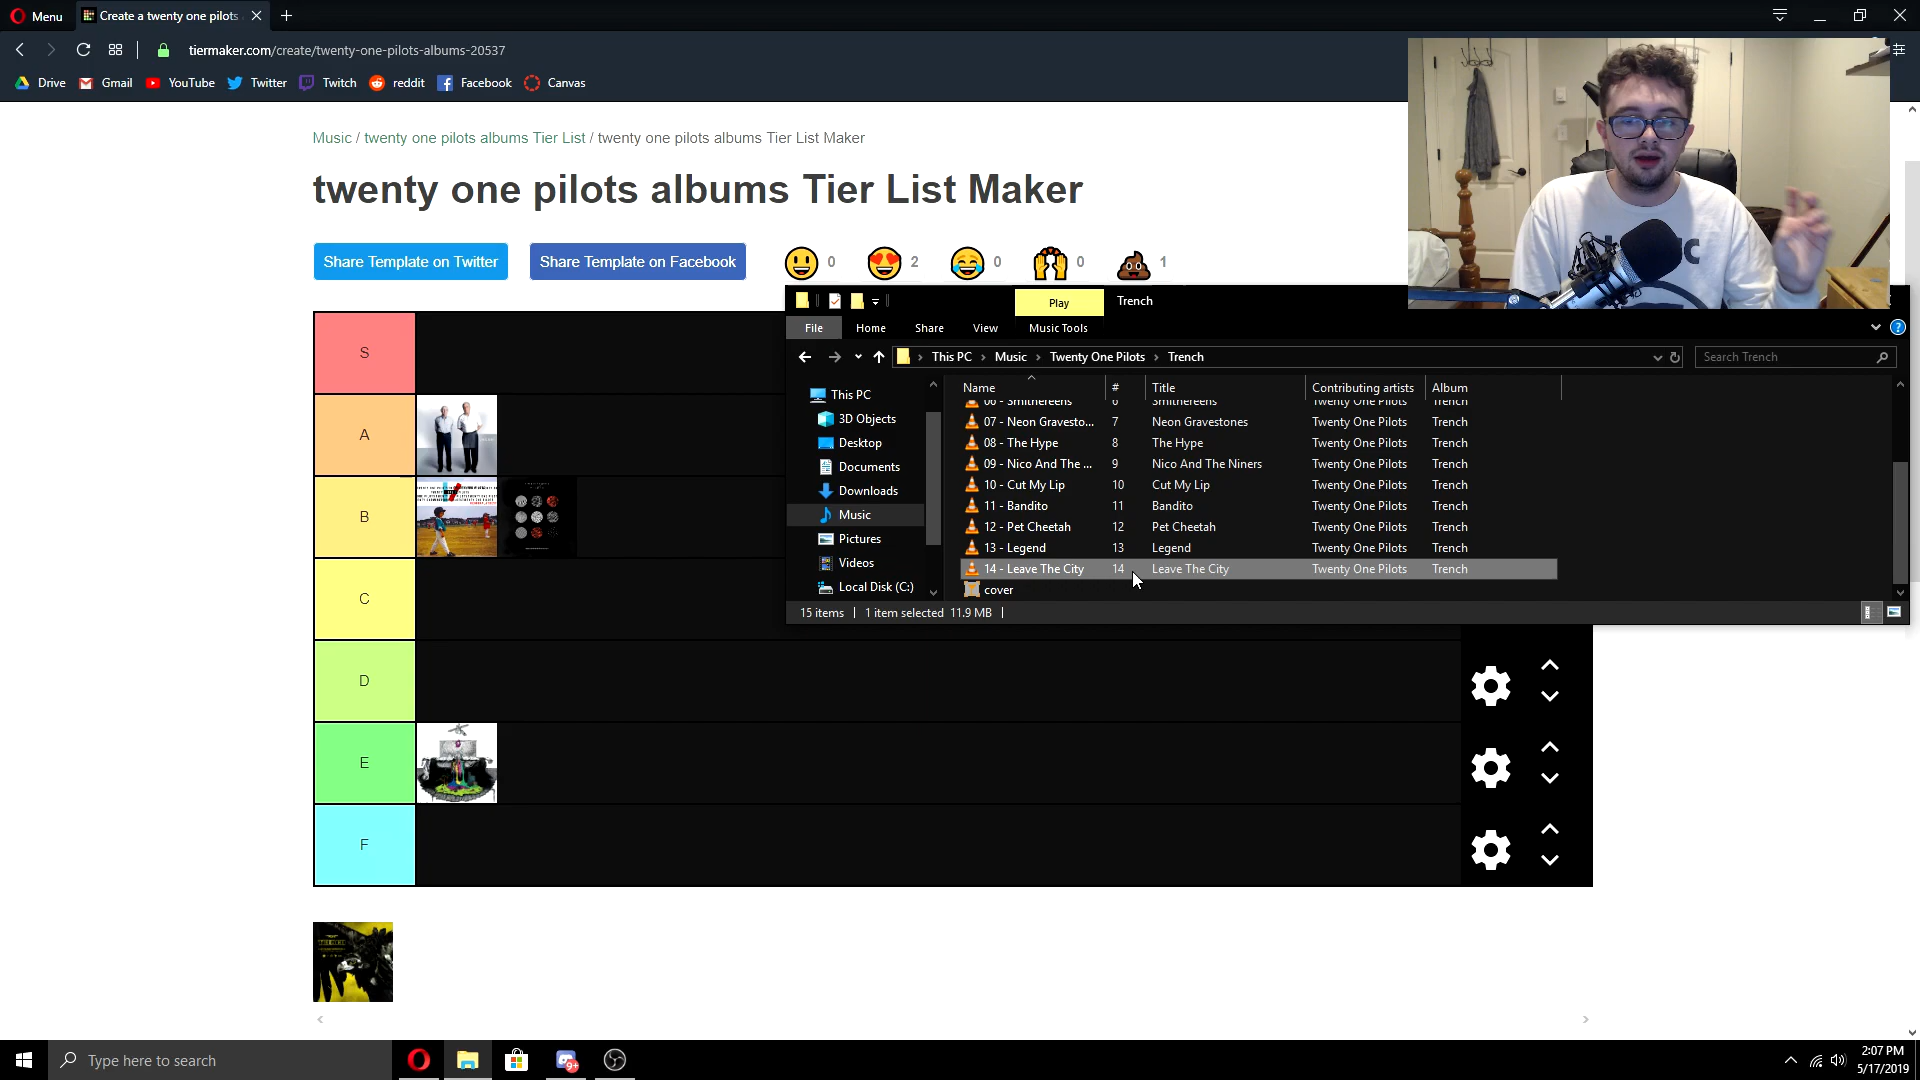 Menu
Create a twenty one pilots
tiermaker.com/create/twenty-one-pilots-albums-20537
Drive
Gmail
YouTube
Twitter
Twitch
reddit
Facebook
Canvas
Music / twenty one pilots albums Tier List / twenty one pilots albums Tier List Maker
twenty one pilots albums Tier List Maker
Share Template on Twitter
Share Template on Facebook
0
2
0
0
1
Play
Trench
File
Home
Share
View
Music Tools
This PC
Music
Twenty One Pilots
Trench
Search Trench
This PC
3D Objects
Desktop
Documents
Downloads
Music
Pictures
Videos
Local Disk (C:)
Name # Title Contributing artists Album
06 - Smithereens 6 Smithereens Twenty One Pilots Trench
07 - Neon Gravesto... 7 Neon Gravestones Twenty One Pilots Trench
08 - The Hype 8 The Hype Twenty One Pilots Trench
09 - Nico And The ... 9 Nico And The Niners Twenty One Pilots Trench
10 - Cut My Lip 10 Cut My Lip Twenty One Pilots Trench
11 - Bandito 11 Bandito Twenty One Pilots Trench
12 - Pet Cheetah 12 Pet Cheetah Twenty One Pilots Trench
13 - Legend 13 Legend Twenty One Pilots Trench
14 - Leave The City 14 Leave The City Twenty One Pilots Trench
cover
15 items
1 item selected 11.9 MB
S
A
B
C
D
E
F
Type here to search
9+
2:07 PM
5/17/2019